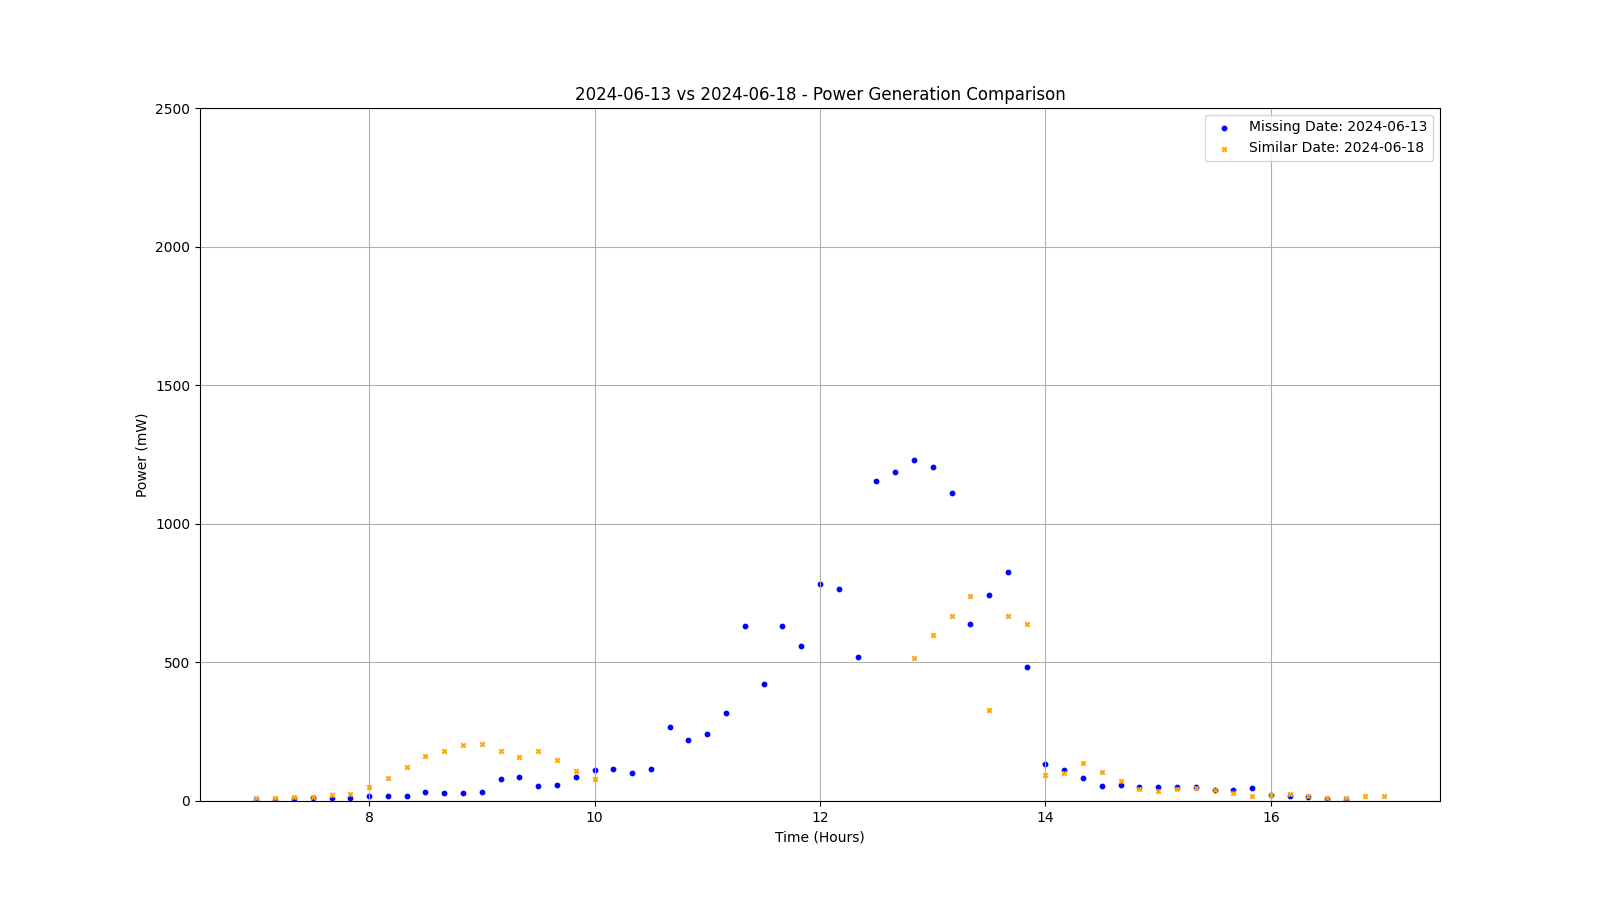 2024-06-13 vs 2024-06-18 - Power Generation Comparison
Missing Date: 2024-06-13
Similar Date: 2024-06-18
2500
2000
1500
1000
500
0
Power (mW)
8 10 12 14 16
Time (Hours)